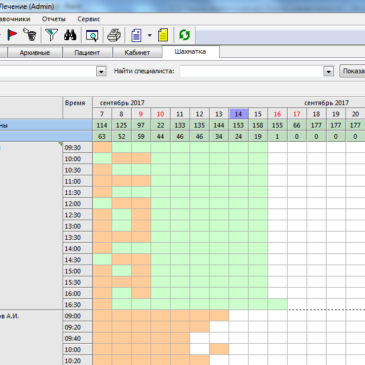 Лечение (Admin)
Отчеты Сервис
Архивные Пациент Кабинет Шахматка
Найти специалиста: Показа
Время сентябрь 2017 сентябрь 2017
7 8 9 10 11 12 13 14 15 16 17 18 19 20
ны 114 125 97 22 133 135 144 153 158 155 66 177 177 177
63 52 59 44 46 46 34 24 19 1 0 0 0 0
09:30
10:00
10:30
11:00
11:30
12:00
12:30
13:00
13:30
14:00
14:30
15:00
15:30
16:00
16:30
в А.И. 09:00
09:20
09:40
10:00
10:20